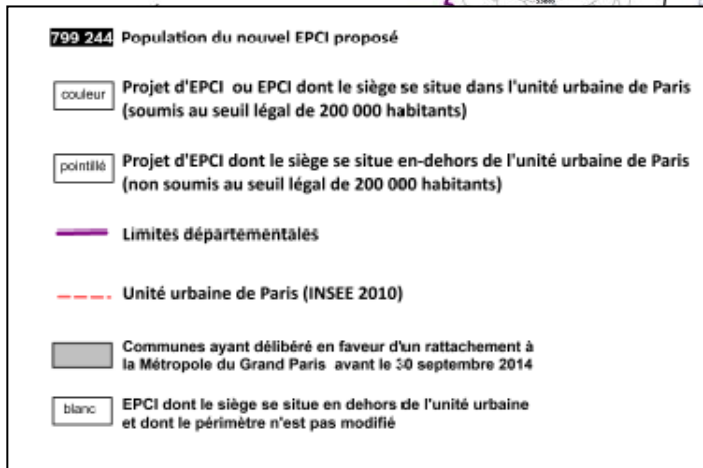 799 244 Population du nouvel EPCI proposé
couleur Projet d'EPCI ou EPCI dont le siège se situe dans l'unité urbaine de Paris
(soumis au seuil légal de 200 000 habitants)
pointillé Projet d'EPCI dont le siège se situe en-dehors de l'unité urbaine de Paris
(non soumis au seuil légal de 200 000 habitants)
Limites départementales
Unité urbaine de Paris (INSEE 2010)
Communes ayant délibéré en faveur d'un rattachement à
la Métropole du Grand Paris avant le 30 septembre 2014
blanc EPCI dont le siège se situe en dehors de l'unité urbaine
et dont le périmètre n'est pas modifié